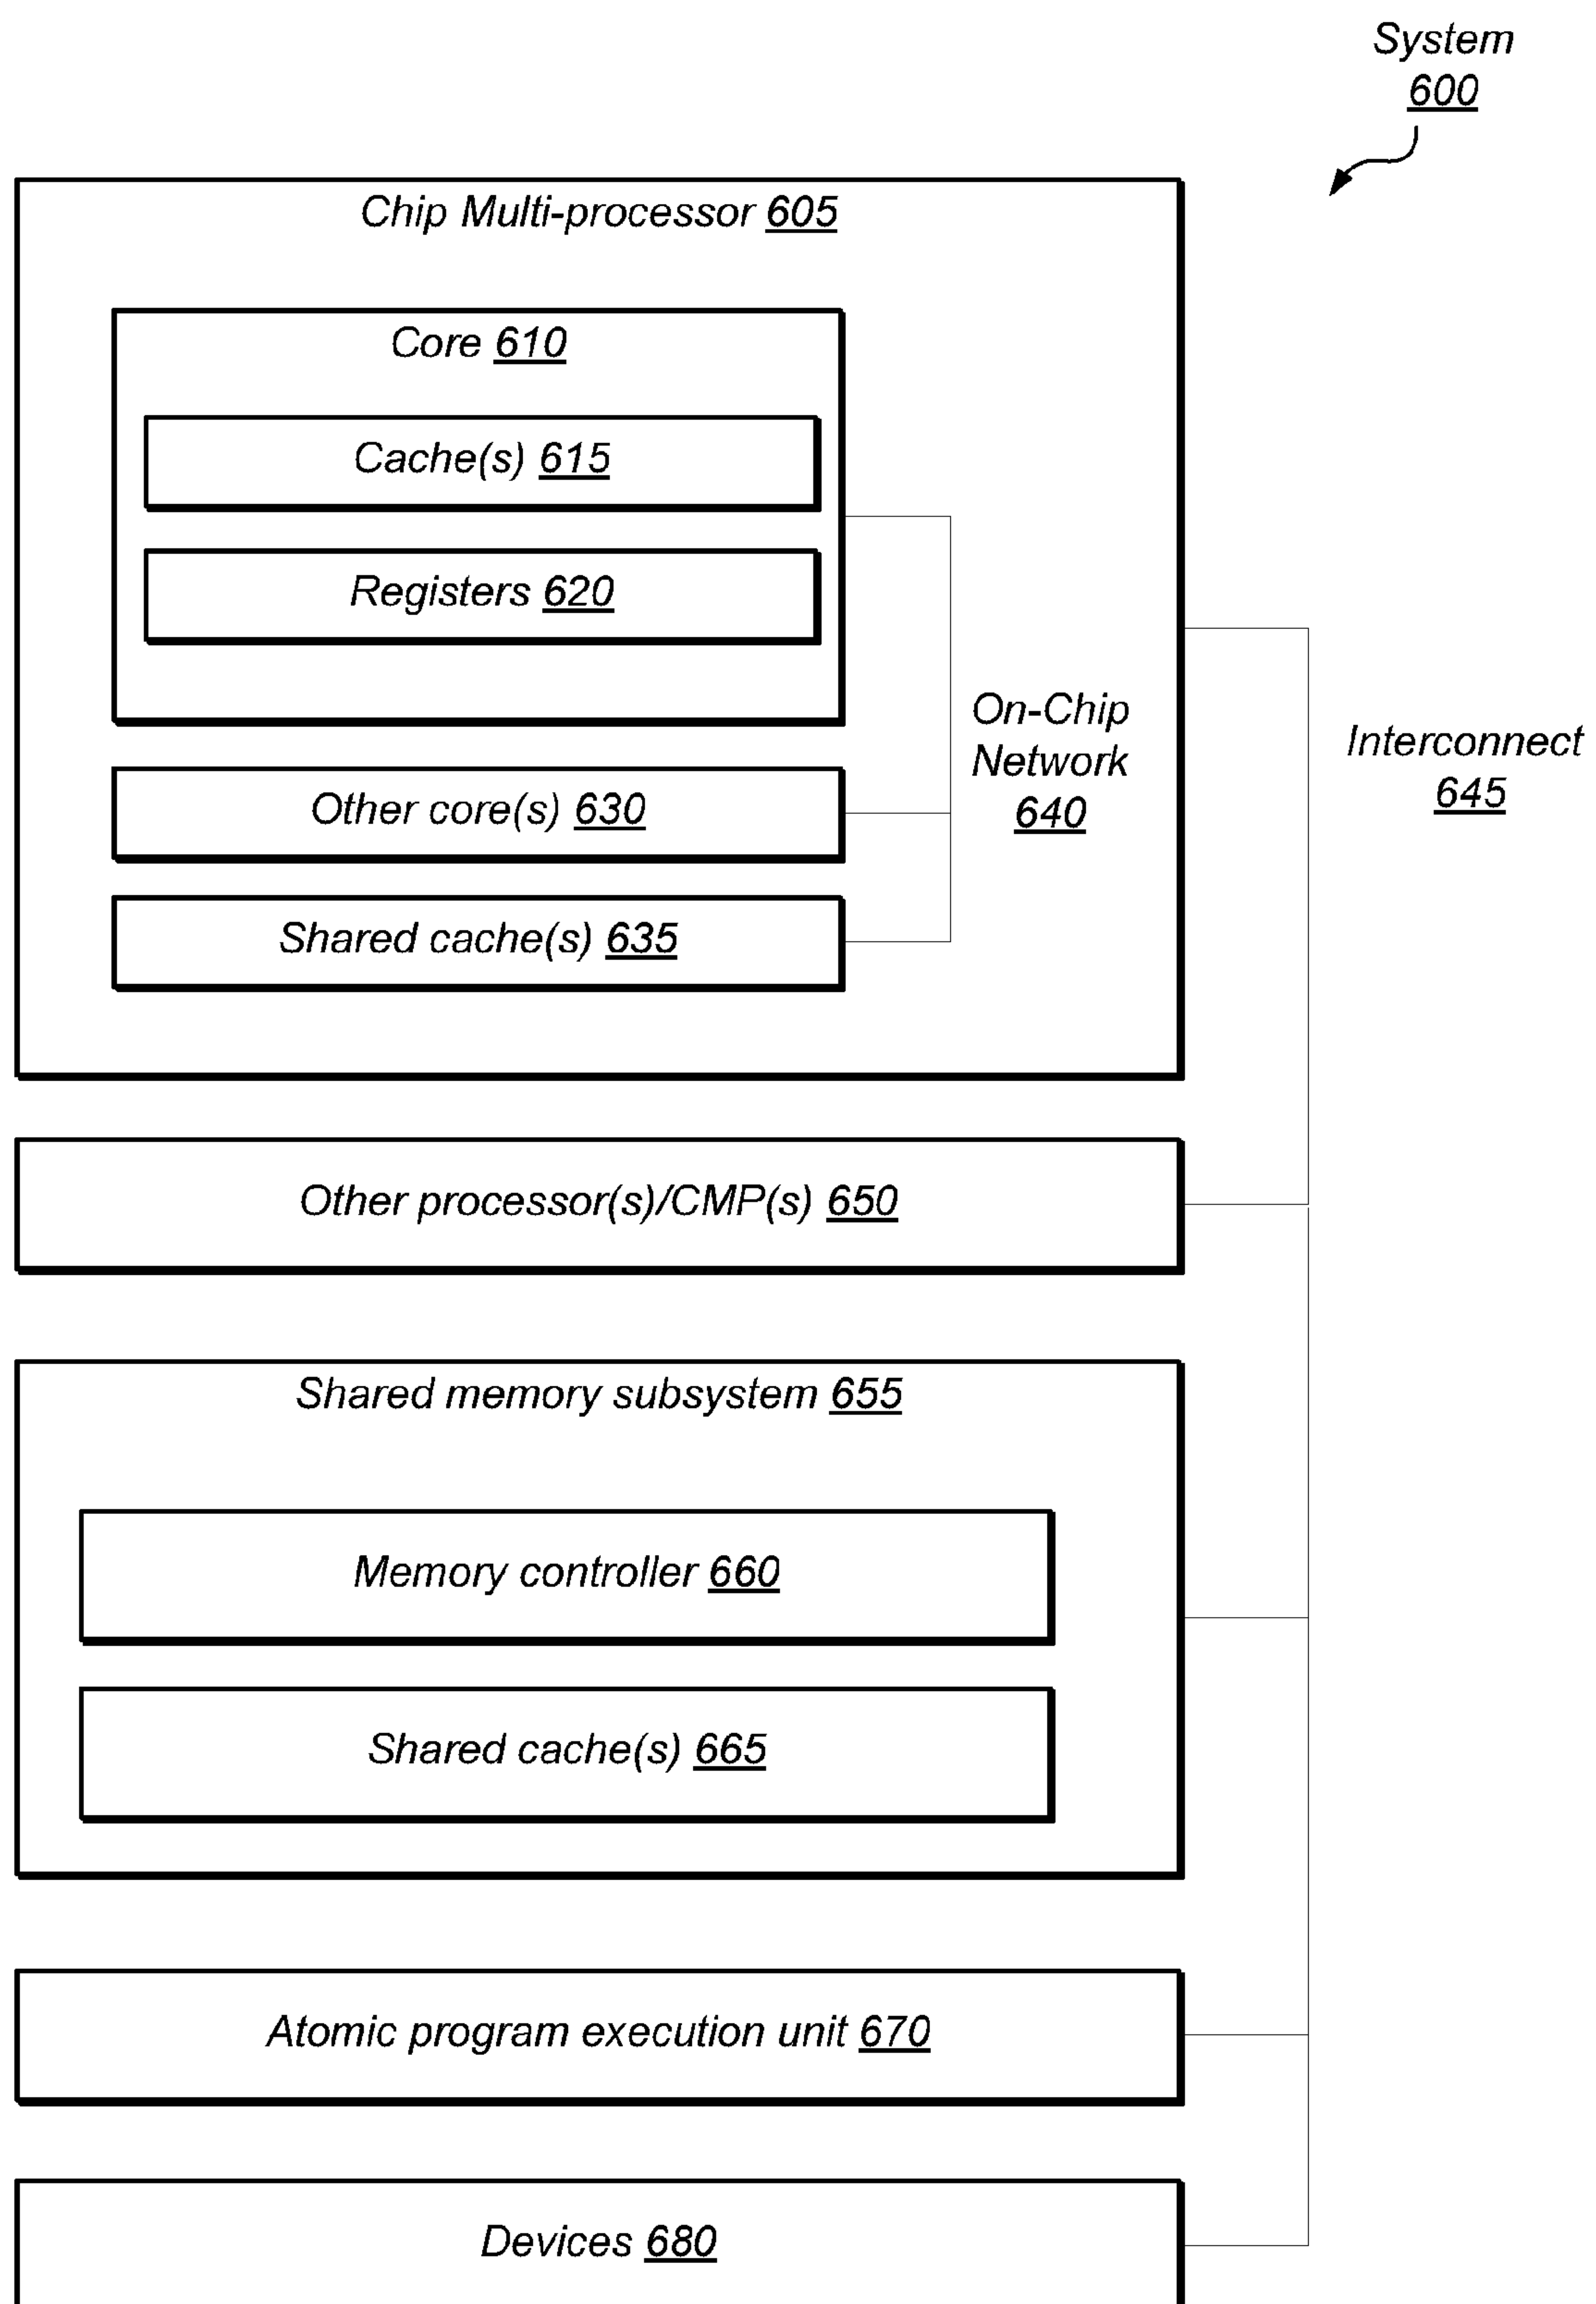 System
600
Chip Multi-processor 605
Core 610
Cache(s) 615
Registers 620
On-Chip
Network
640
Interconnect
645
Other core(s) 630
Shared cache(s) 635
Other processor(s)/CMP(s) 650
Shared memory subsystem 655
Memory controller 660
Shared cache(s) 665
Atomic program execution unit 670
Devices 680